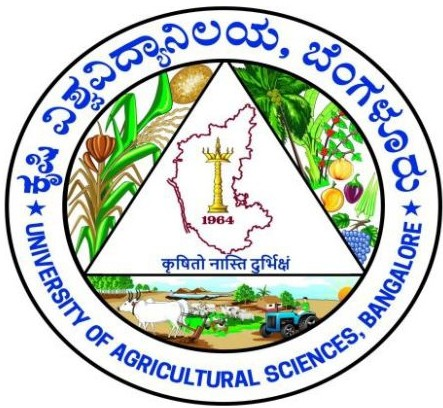 ಕೃಷಿ ವಿಶ್ವವಿದ್ಯಾನಿಲಯ, ಬೆಂಗಳೂರು
1964
कृषितो नास्ति दुर्भिक्षं
★ UNIVERSITY OF AGRICULTURAL SCIENCES, BANGALORE ★